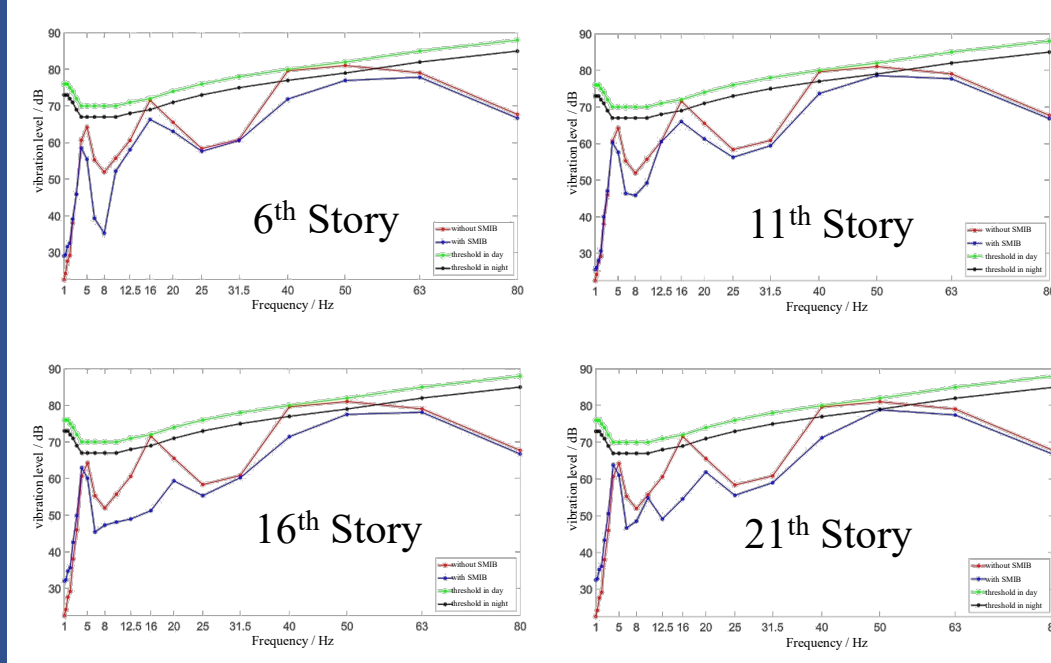 90
80
70
60
50
40
30
vibration level / dB
6th Story
without SMIB
with SMIB
threshold in day
threshold in night
1 5 8 12.5 16 20 25 31.5 40 50 63 80
Frequency / Hz
90
80
70
60
50
40
30
vibration level / dB
11th Story
without SMIB
with SMIB
threshold in day
threshold in night
1 5 8 12.5 16 20 25 31.5 40 50 63 80
Frequency / Hz
90
80
70
60
50
40
30
vibration level / dB
16th Story
without SMIB
with SMIB
threshold in day
threshold in night
1 5 8 12.5 16 20 25 31.5 40 50 63 80
Frequency / Hz
90
80
70
60
50
40
30
vibration level / dB
21th Story
without SMIB
with SMIB
threshold in day
threshold in night
1 5 8 12.5 16 20 25 31.5 40 50 63
Frequency / Hz